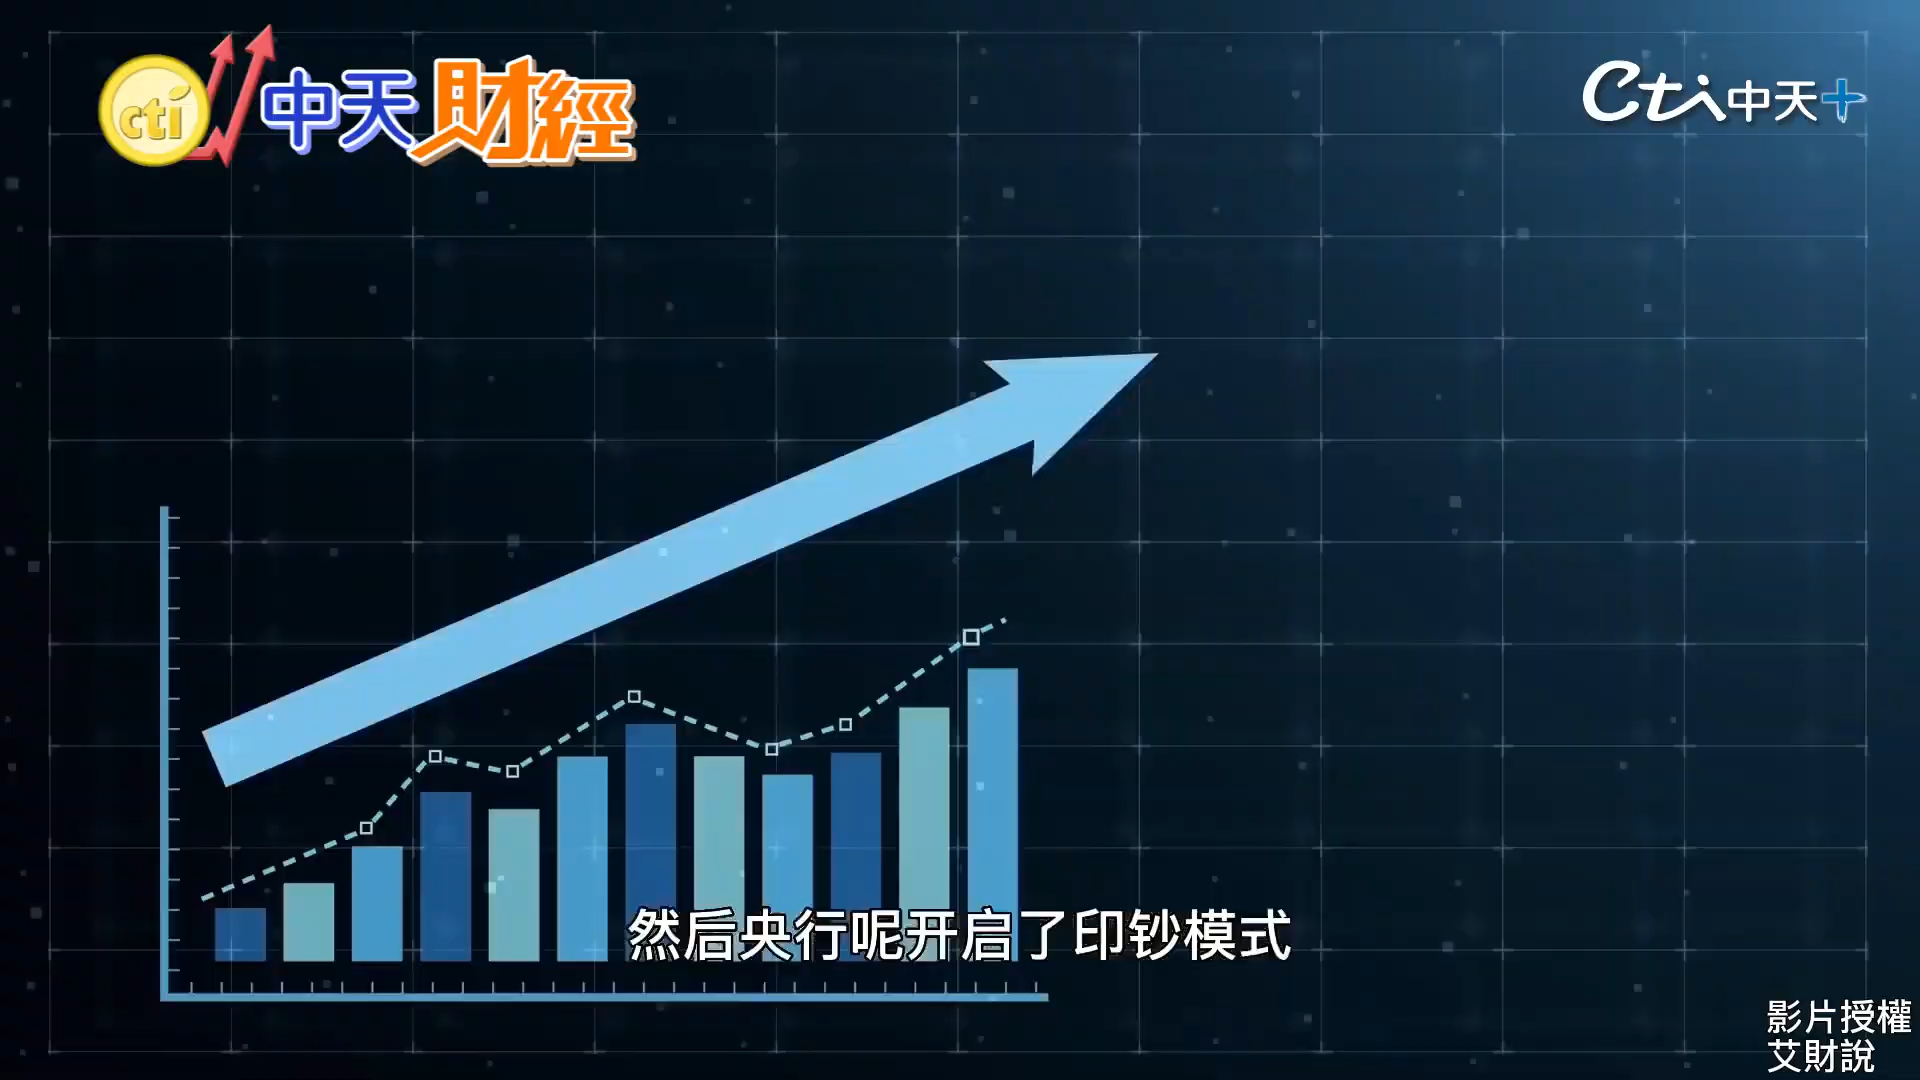 cti 中天財經
Cti中天+
然后央行呢开启了印钞模式
影片授權
艾財說